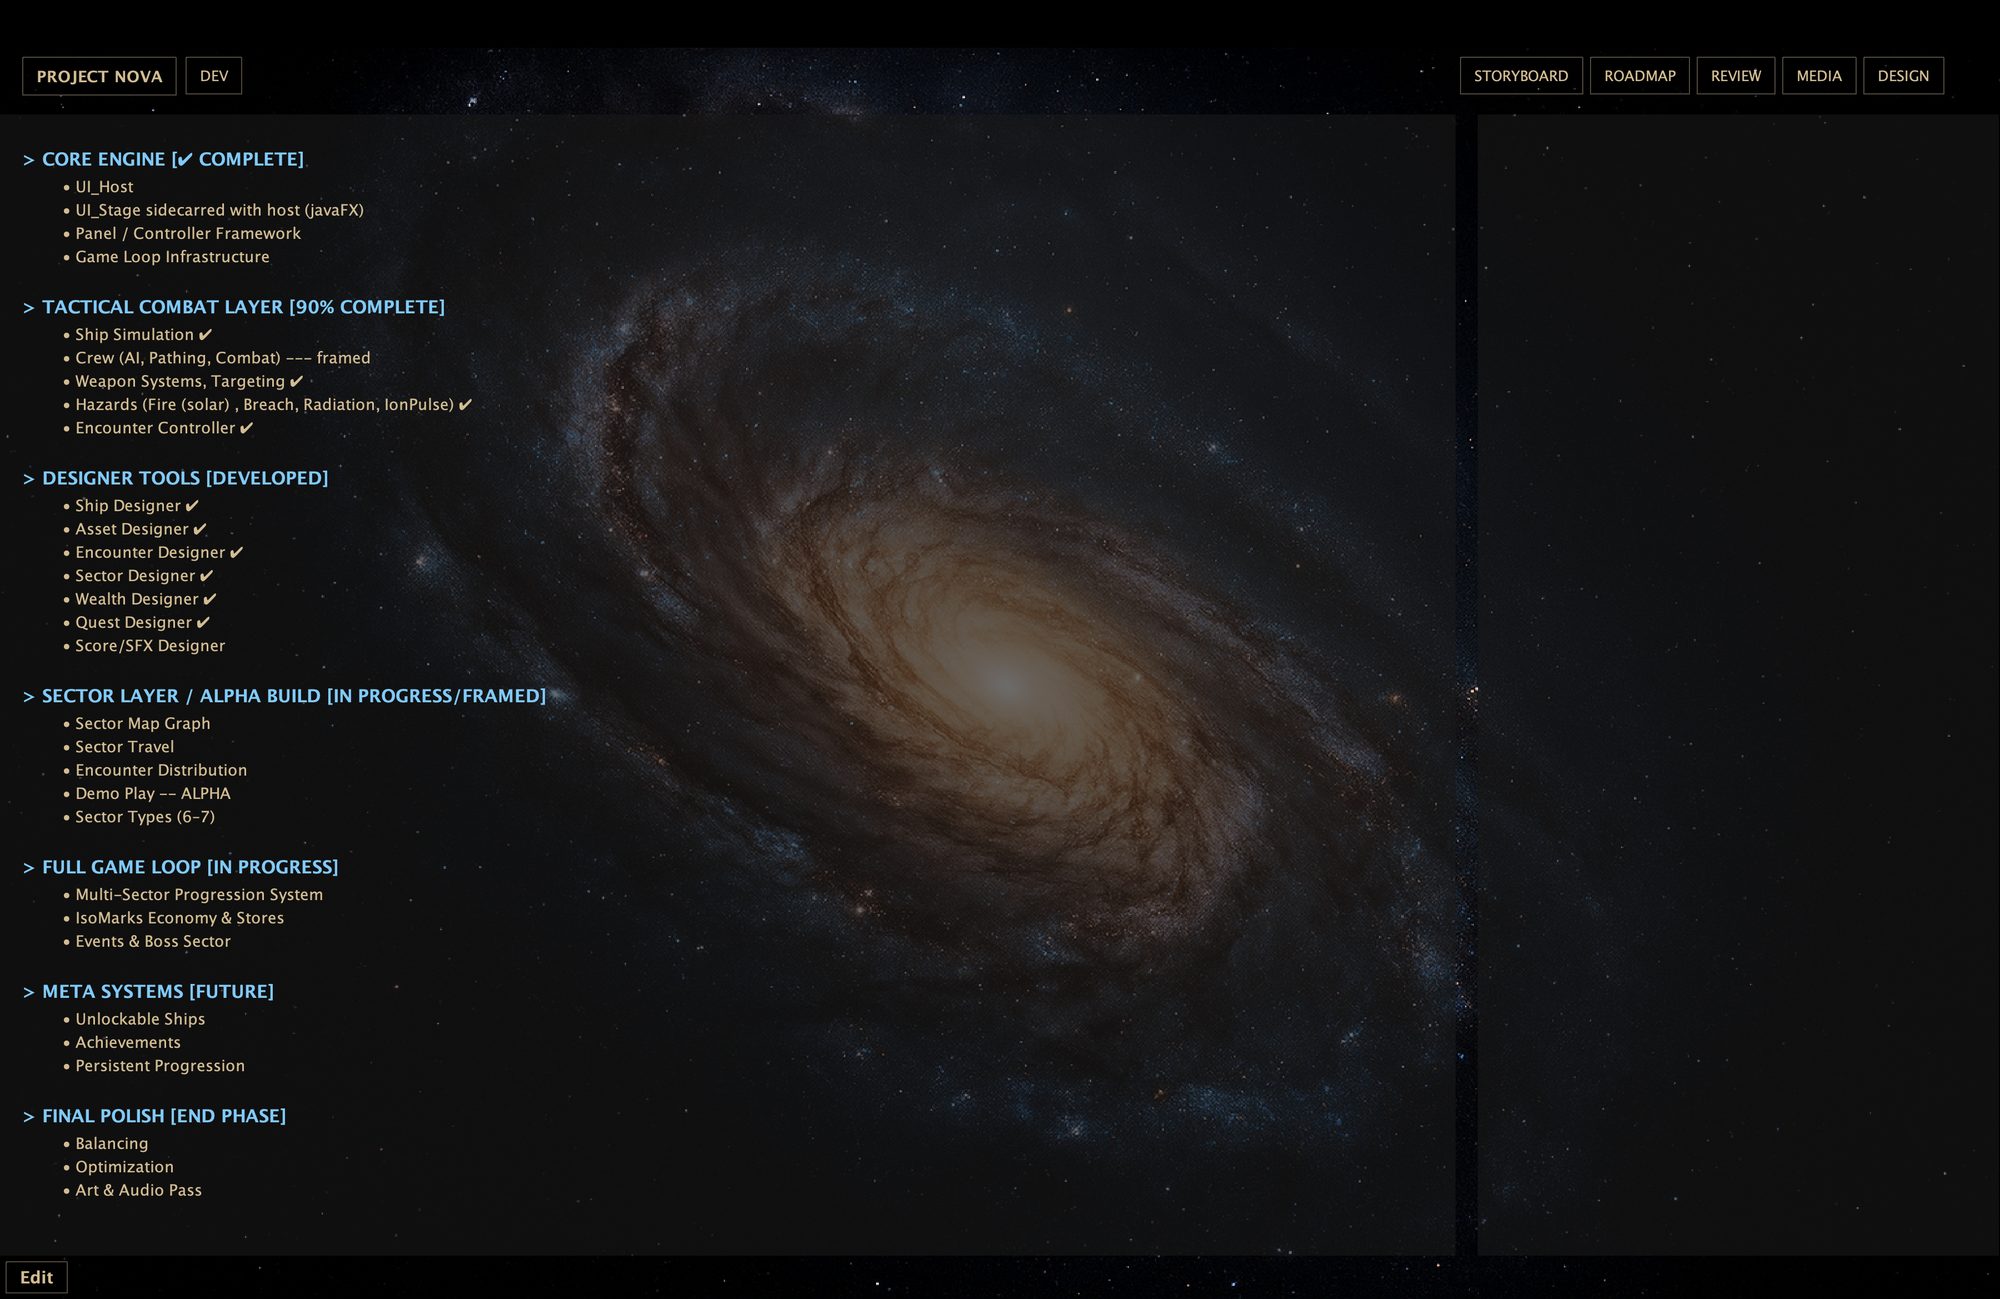 PROJECT NOVA DEV STORYBOARD ROADMAP REVIEW MEDIA DESIGN
> CORE ENGINE [✔ COMPLETE]
• UI_Host
• UI_Stage sidecarred with host (javaFX)
• Panel / Controller Framework
• Game Loop Infrastructure
> TACTICAL COMBAT LAYER [90% COMPLETE]
• Ship Simulation ✔
• Crew (AI, Pathing, Combat) --- framed
• Weapon Systems, Targeting ✔
• Hazards (Fire (solar) , Breach, Radiation, IonPulse) ✔
• Encounter Controller ✔
> DESIGNER TOOLS [DEVELOPED]
• Ship Designer ✔
• Asset Designer ✔
• Encounter Designer ✔
• Sector Designer ✔
• Wealth Designer ✔
• Quest Designer ✔
• Score/SFX Designer
> SECTOR LAYER / ALPHA BUILD [IN PROGRESS/FRAMED]
• Sector Map Graph
• Sector Travel
• Encounter Distribution
• Demo Play -- ALPHA
• Sector Types (6-7)
> FULL GAME LOOP [IN PROGRESS]
• Multi-Sector Progression System
• IsoMarks Economy & Stores
• Events & Boss Sector
> META SYSTEMS [FUTURE]
• Unlockable Ships
• Achievements
• Persistent Progression
> FINAL POLISH [END PHASE]
• Balancing
• Optimization
• Art & Audio Pass
Edit